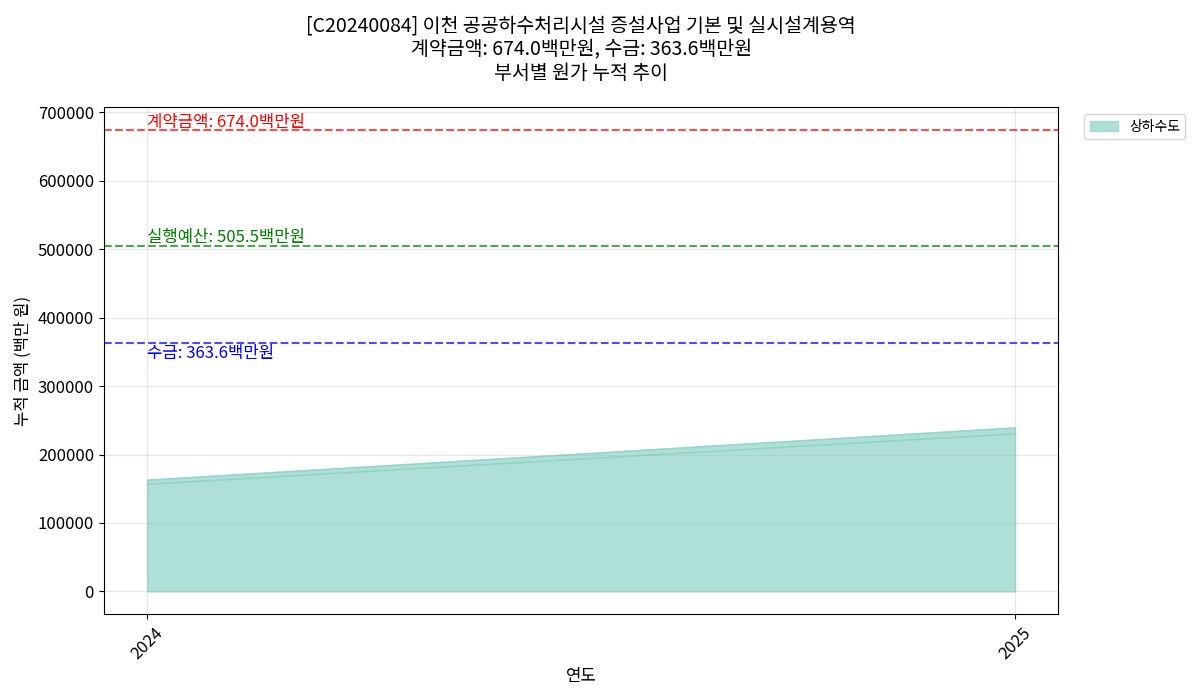 [C20240084] 이천 공공하수처리시설 증설사업 기본 및 실시설계용역
계약금액: 674.0백만원, 수금: 363.6백만원
부서별 원가 누적 추이
700000
계약금액: 674.0백만원
상하수도
600000
실행예산: 505.5백만원
500000
400000
수금: 363.6백만원
누적 금액 (백만 원)
300000
200000
100000
0
2024
2025
연도